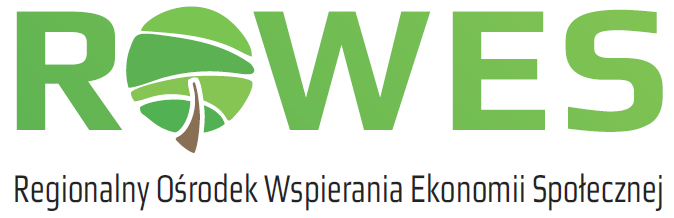 ROWES
Regionalny Ośrodek Wspierania Ekonomii Społecznej